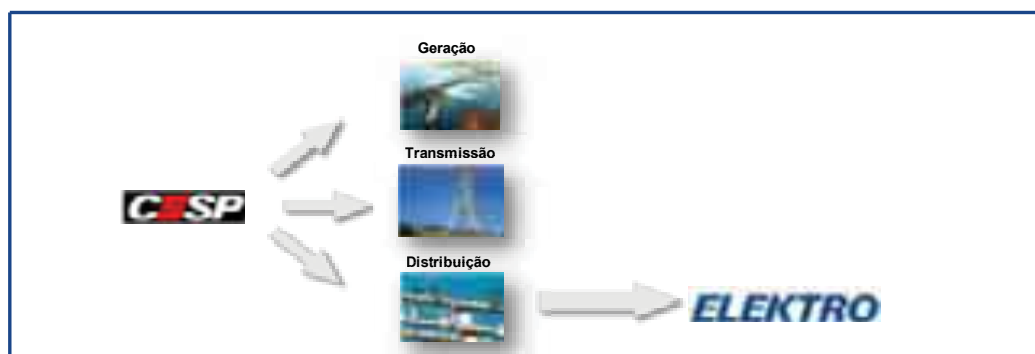 Geração
Transmissão
CESP
Distribuição
ELEKTRO